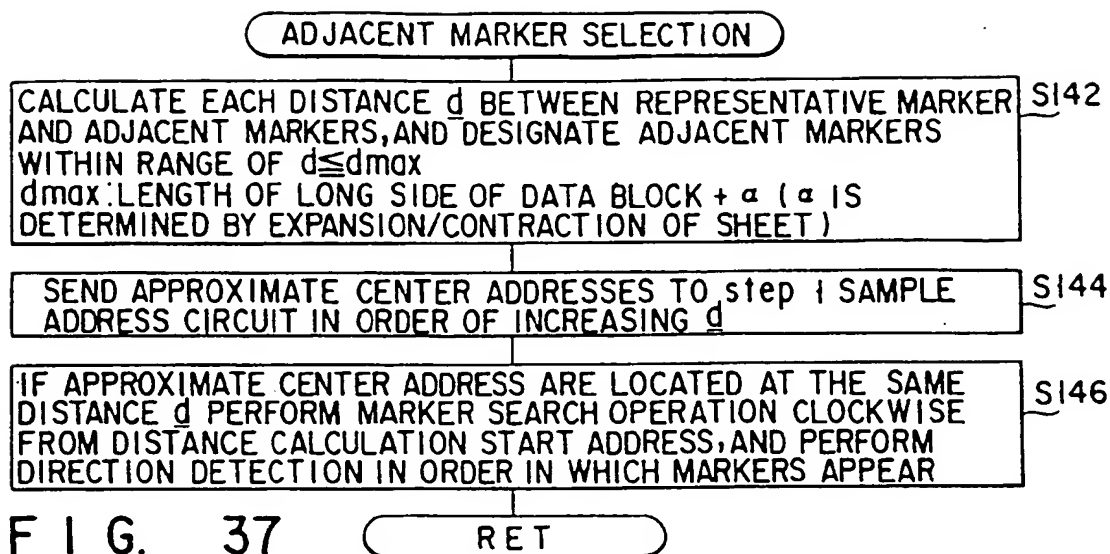 ADJACENT MARKER SELECTION
CALCULATE EACH DISTANCE d BETWEEN REPRESENTATIVE MARKER
S142
AND ADJACENT MARKERS, AND DESIGNATE ADJACENT MARKERS
WITHIN RANGE OF d≦dmax
dmax: LENGTH OF LONG SIDE OF DATA BLOCK + α (α IS
DETERMINED BY EXPANSION/CONTRACTION OF SHEET)
SEND APPROXIMATE CENTER ADDRESSES TO step 1 SAMPLE
S144
ADDRESS CIRCUIT IN ORDER OF INCREASING d
IF APPROXIMATE CENTER ADDRESS ARE LOCATED AT THE SAME
S146
DISTANCE d PERFORM MARKER SEARCH OPERATION CLOCKWISE
FROM DISTANCE CALCULATION START ADDRESS, AND PERFORM
DIRECTION DETECTION IN ORDER IN WHICH MARKERS APPEAR
FIG. 37
RET